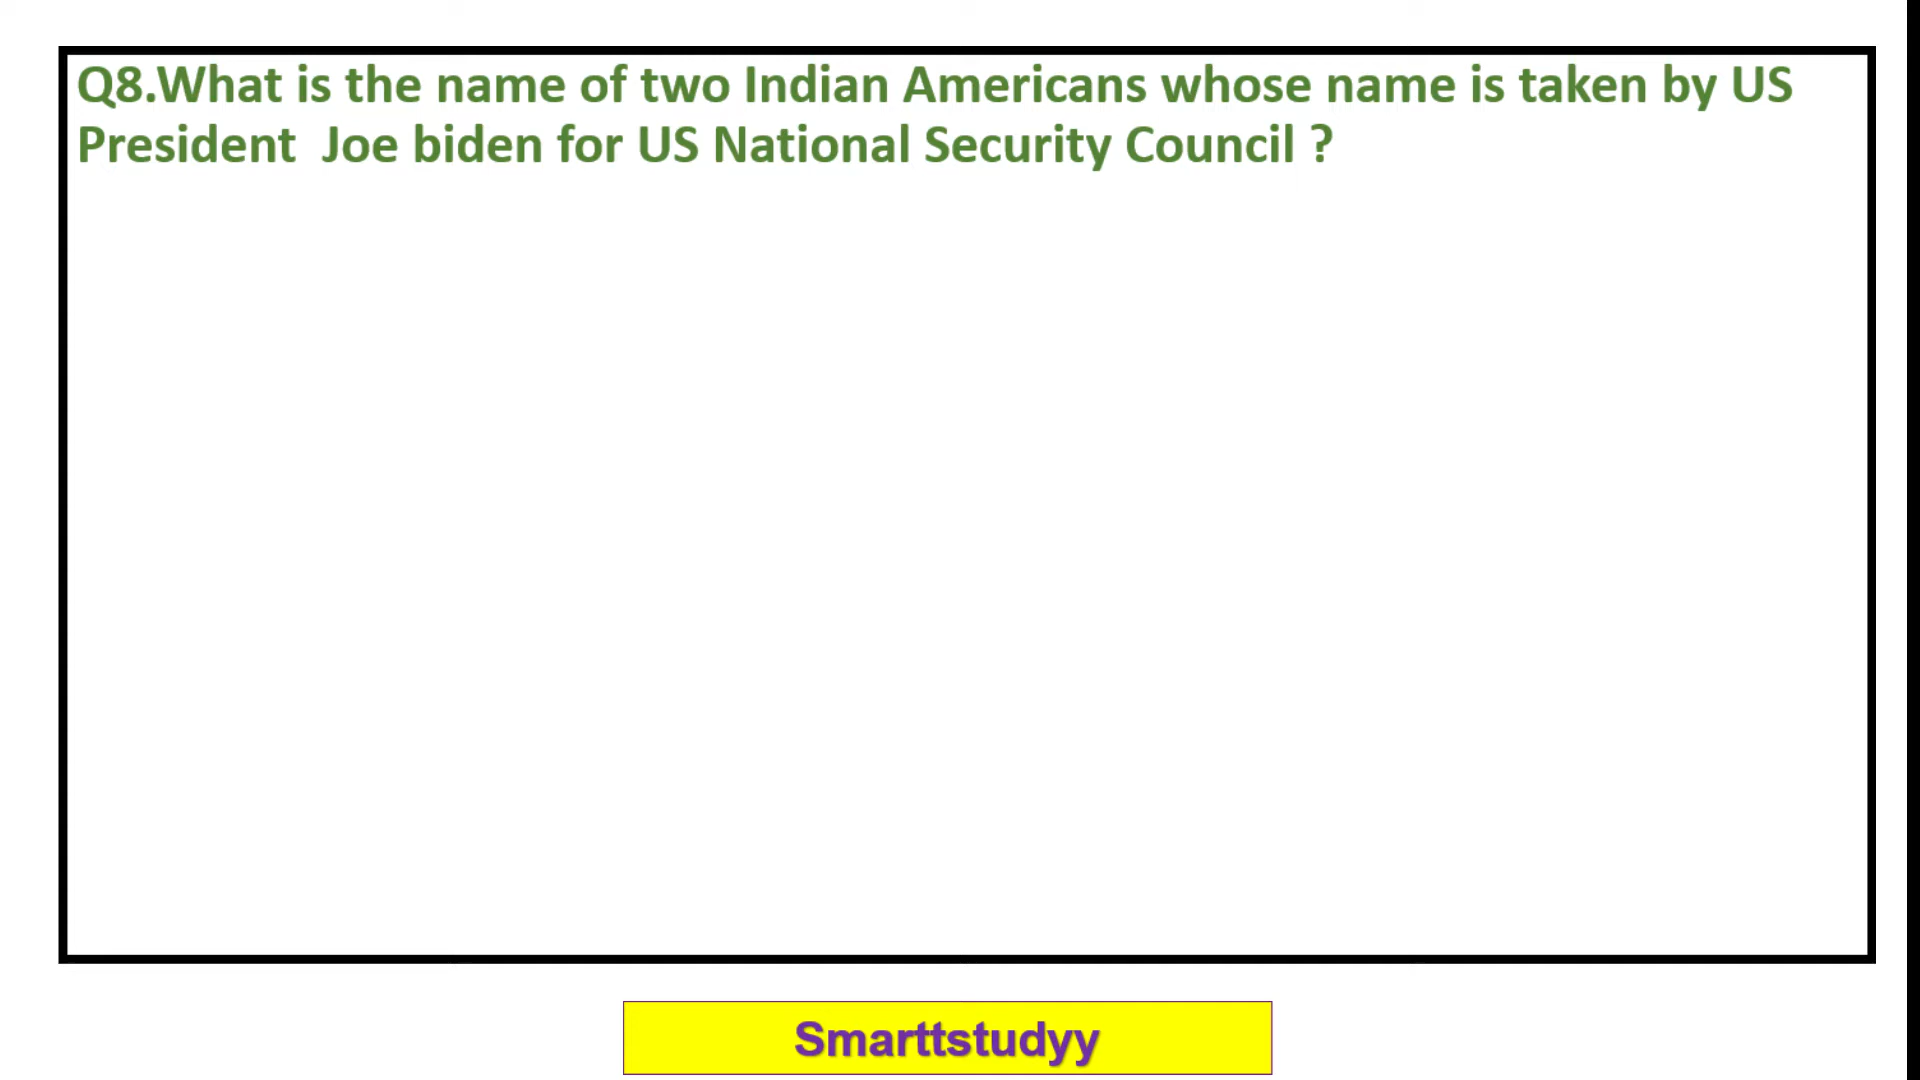 Q8.What is the name of two Indian Americans whose name is taken by US
President  Joe biden for US National Security Council ?
Smarttstudyy